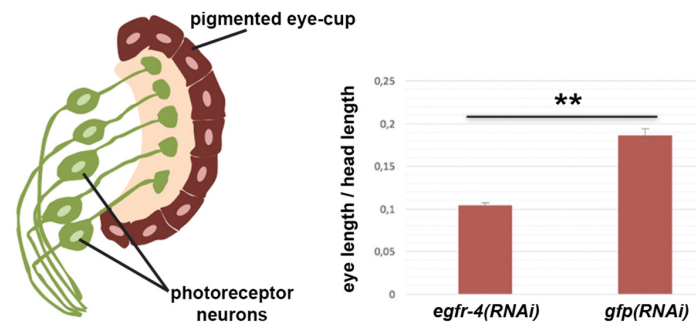 pigmented eye-cup
photoreceptor
neurons
eye length / head length
0,25
**
0,2
0,15
0,1
0,05
0
egfr-4(RNAi)
gfp(RNAi)